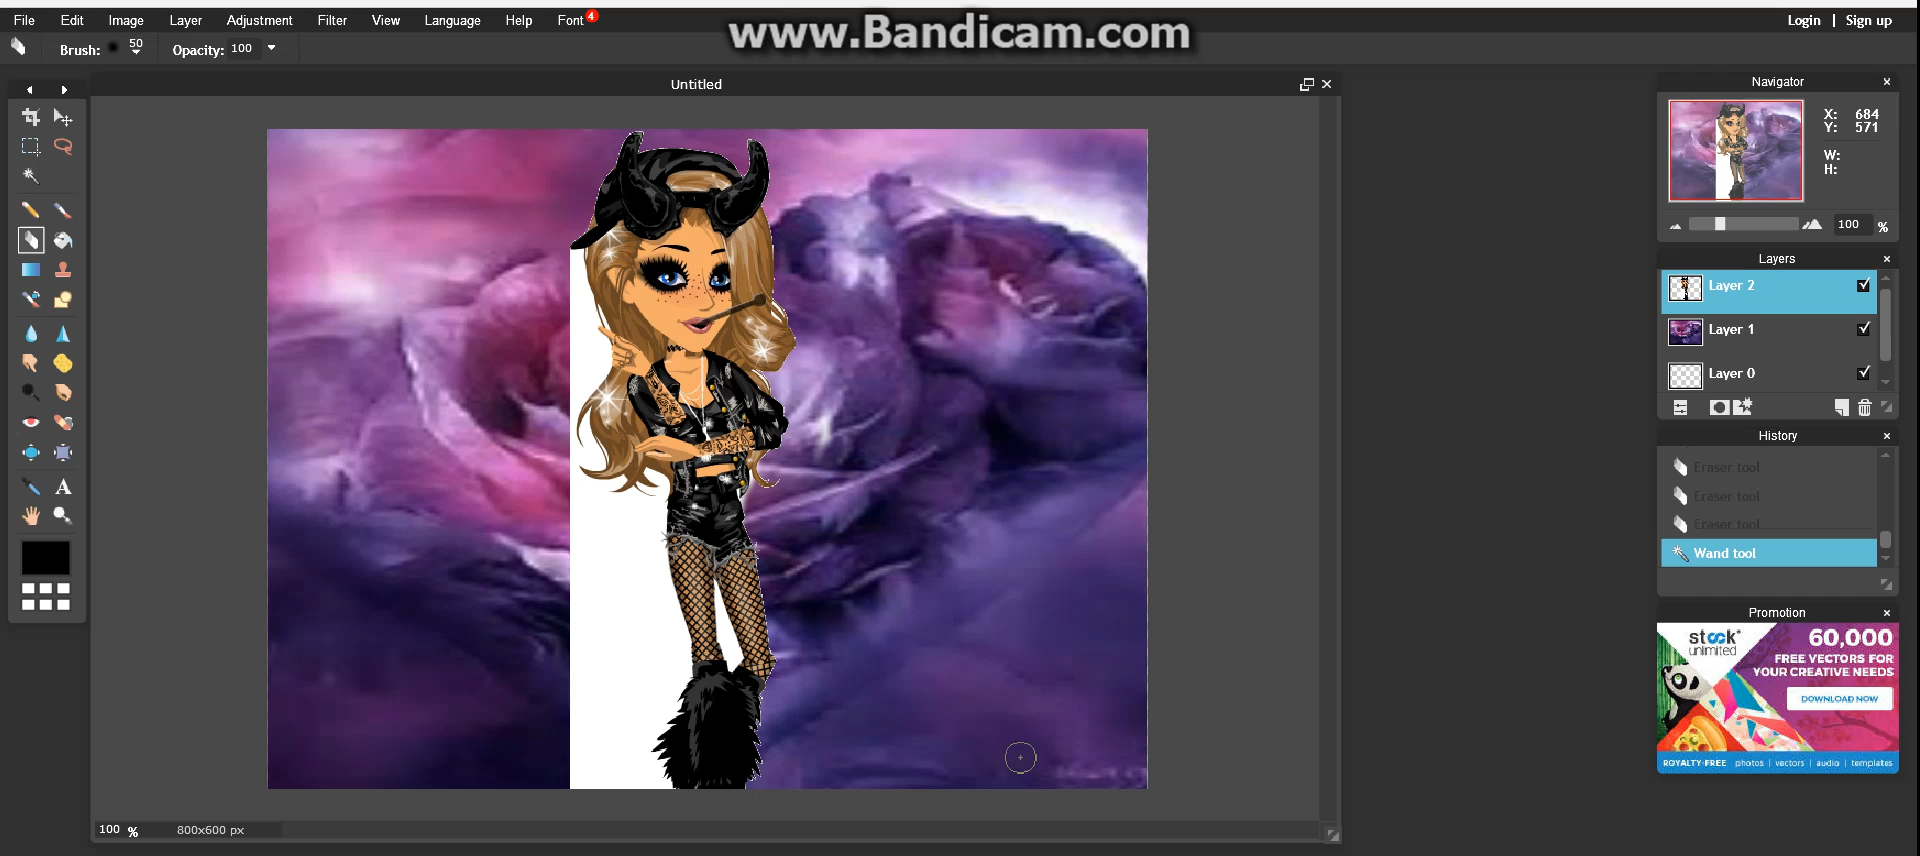 File Edit Image Layer Adjustment Filter View Language Help Font 4
www.Bandicam.com
Login | Sign up
Brush: 50 Opacity: 100
Untitled
Navigator
X: 684
Y: 571
W:
H:
100 %
Layers
Layer 2
Layer 1
Layer 0
History
Eraser tool
Eraser tool
Eraser tool
Wand tool
Promotion
stock
unlimited
60,000
FREE VECTORS FOR
YOUR CREATIVE NEEDS
DOWNLOAD NOW
ROYALTY-FREE photos | vectors | audio | templates
A
100 % 800x600 px